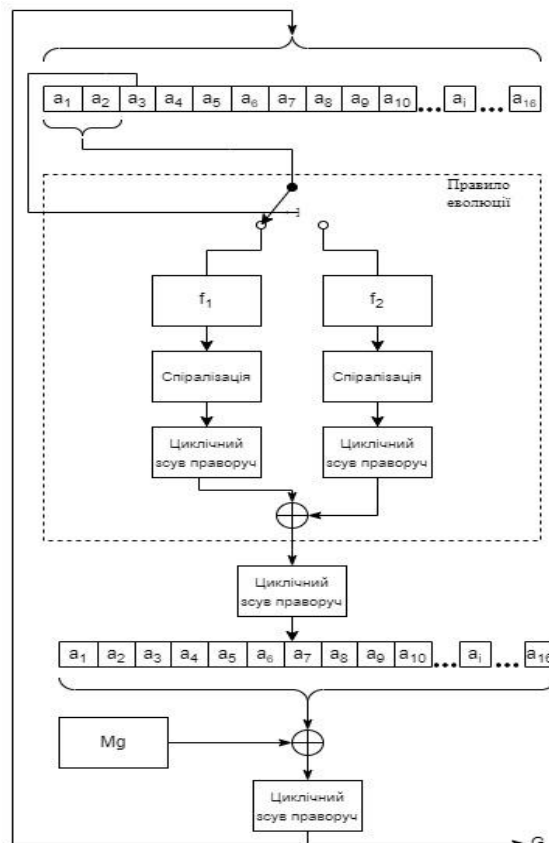 a₁ a₂ a₃ a₄ a₅ a₆ a₇ a₈ a₉ a₁₀ ... aᵢ ... a₁₆
Правило
еволюції
f₁ f₂
Спіралізація Спіралізація
Циклічний Циклічний
зсув праворуч зсув праворуч
Циклічний
зсув праворуч
a₁ a₂ a₃ a₄ a₅ a₆ a₇ a₈ a₉ a₁₀ ... aᵢ ... a₁₆
Mg
Циклічний
зсув праворуч